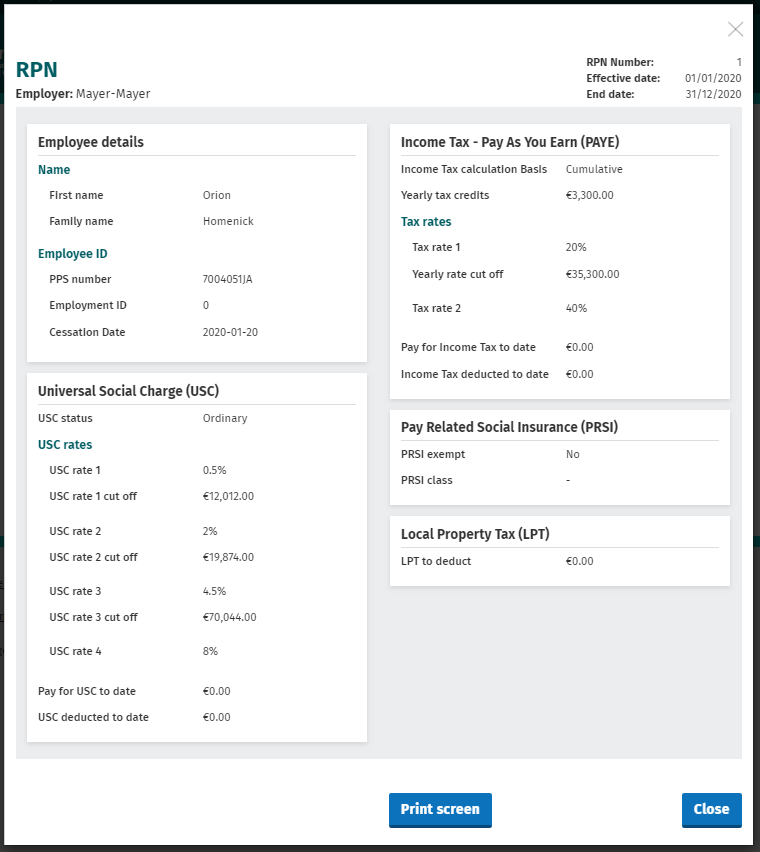 RPN
Employer: Mayer-Mayer
RPN Number: 1
Effective date: 01/01/2020
End date: 31/12/2020
Employee details
Name
First name Orion
Family name Homenick
Employee ID
PPS number 7004051JA
Employment ID 0
Cessation Date 2020-01-20
Universal Social Charge (USC)
USC status Ordinary
USC rates
USC rate 1 0.5%
USC rate 1 cut off €12,012.00
USC rate 2 2%
USC rate 2 cut off €19,874.00
USC rate 3 4.5%
USC rate 3 cut off €70,044.00
USC rate 4 8%
Pay for USC to date €0.00
USC deducted to date €0.00
Income Tax - Pay As You Earn (PAYE)
Income Tax calculation Basis Cumulative
Yearly tax credits €3,300.00
Tax rates
Tax rate 1 20%
Yearly rate cut off €35,300.00
Tax rate 2 40%
Pay for Income Tax to date €0.00
Income Tax deducted to date €0.00
Pay Related Social Insurance (PRSI)
PRSI exempt No
PRSI class -
Local Property Tax (LPT)
LPT to deduct €0.00
Print screen
Close